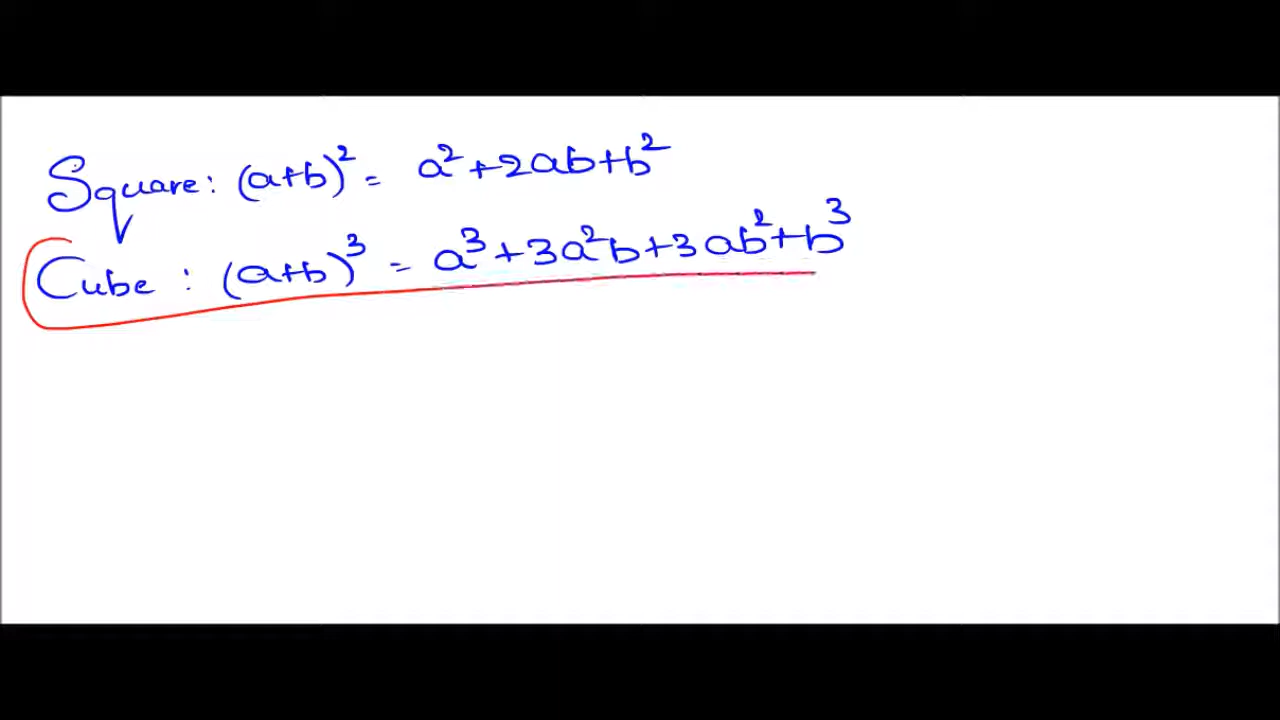 Square: (a+b)² = a²+2ab+b²
Cube : (a+b)³ = a³+3a²b+3ab²+b³